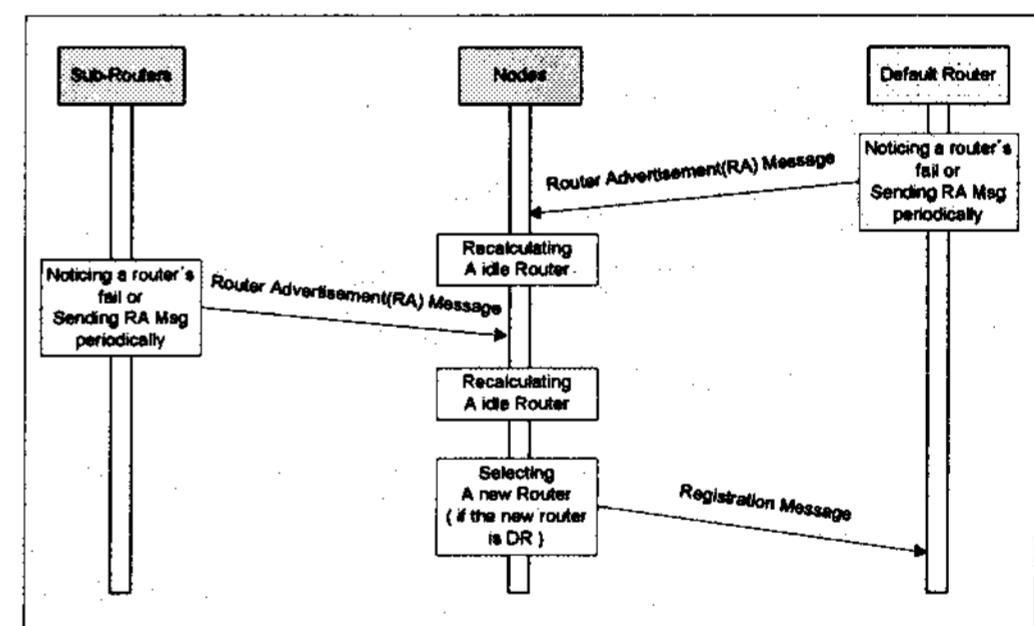 Sub-Routers
Nodes
Default Router
Router Advertisement(RA) Message
Noticing a router's
fail or
Sending RA Msg
periodically
Recalculating
A idle Router
Noticing a router's
fail or
Sending RA Msg
periodically
Router Advertisement(RA) Message
Recalculating
A idle Router
Selecting
A new Router
( if the new router
is DR )
Registration Message